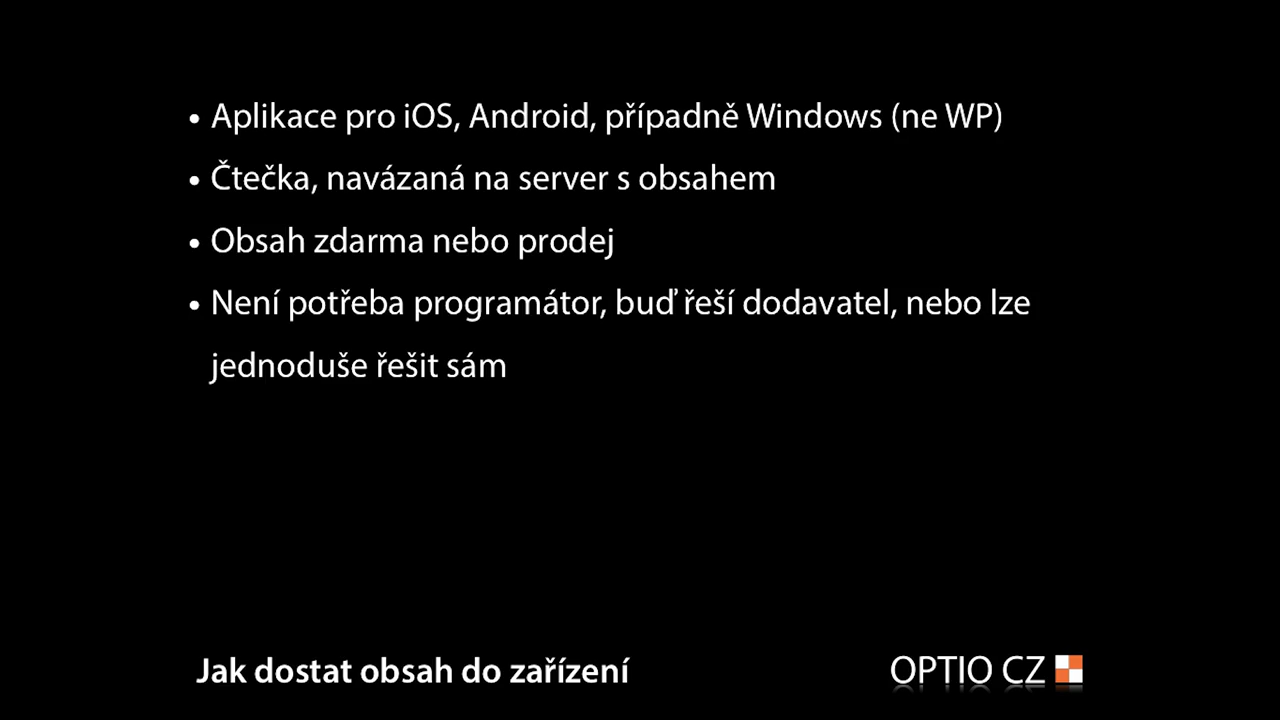 • Aplikace pro iOS, Android, případně Windows (ne WP)
• Čtečka, navázaná na server s obsahem
• Obsah zdarma nebo prodej
• Není potřeba programátor, buď řeší dodavatel, nebo lze
jednoduše řešit sám
Jak dostat obsah do zařízení
OPTIO CZ